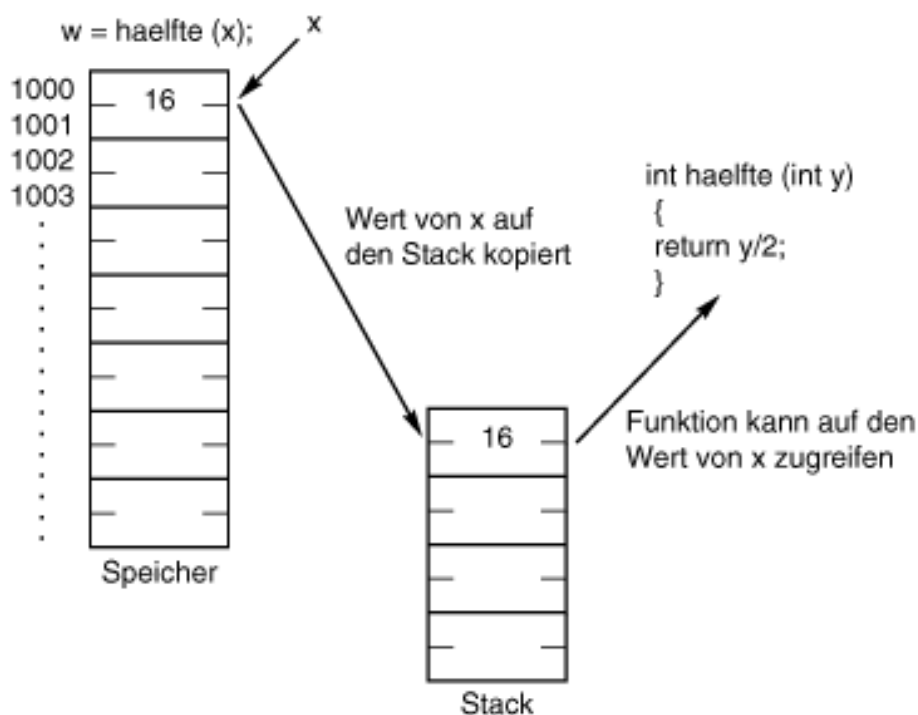 w = haelfte (x);
x
1000
16
1001
1002
1003
int haelfte (int y)
{
return y/2;
}
Wert von x auf
den Stack kopiert
16
Funktion kann auf den
Wert von x zugreifen
Speicher
Stack